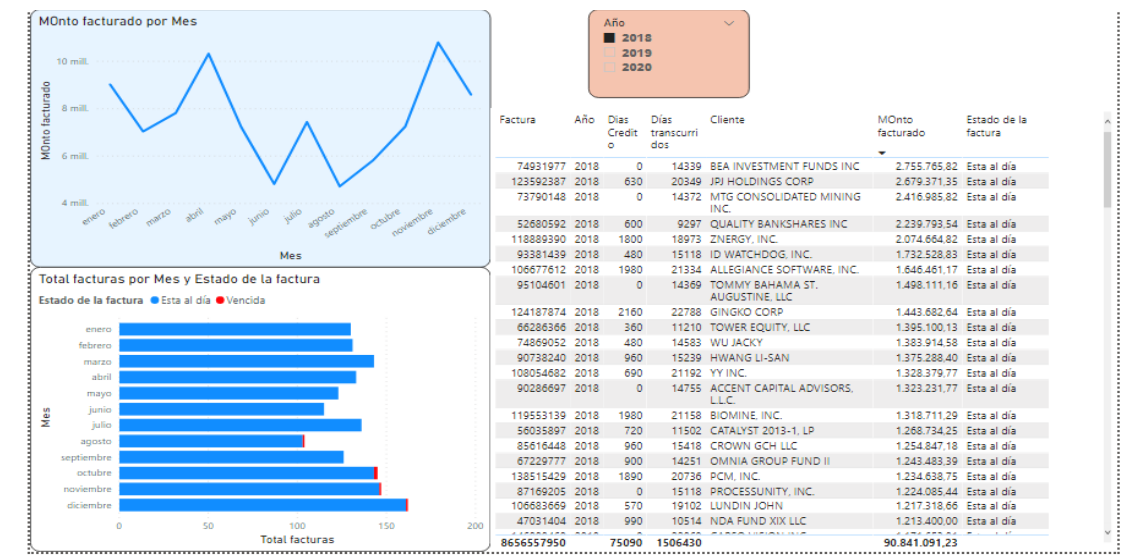 MOnto facturado por Mes
10 mill.
8 mill.
6 mill.
4 mill.
MOnto facturado
enero
febrero
marzo
abril
mayo
junio
julio
agosto
septiembre
octubre
noviembre
diciembre
Mes
Total facturas por Mes y Estado de la factura
Estado de la factura Esta al día Vencida
enero
febrero
marzo
abril
mayo
junio
julio
agosto
septiembre
octubre
noviembre
diciembre
Mes
0 50 100 150 200
Total facturas
Año
2018
2019
2020
Factura Año Dias Días Cliente MOnto Estado de la
Credit transcurri facturado factura
o dos
74931977 2018 0 14339 BEA INVESTMENT FUNDS INC 2.755.765,82 Esta al día
123592387 2018 630 20349 JPJ HOLDINGS CORP 2.679.371,35 Esta al día
73790148 2018 0 14372 MTG CONSOLIDATED MINING 2.416.985,82 Esta al día
INC.
52680592 2018 600 9297 QUALITY BANKSHARES INC 2.239.793,54 Esta al día
118889390 2018 1800 18973 ZNERGY, INC. 2.074.664,82 Esta al día
93381439 2018 480 15118 ID WATCHDOG, INC. 1.732.528,83 Esta al día
106677612 2018 1980 21334 ALLEGIANCE SOFTWARE, INC. 1.646.461,17 Esta al día
95104601 2018 0 14369 TOMMY BAHAMA ST. 1.498.111,16 Esta al día
AUGUSTINE, LLC
124187874 2018 2160 22788 GINGKO CORP 1.443.682,64 Esta al día
66286366 2018 360 11210 TOWER EQUITY, LLC 1.395.100,13 Esta al día
74869052 2018 480 14583 WU JACKY 1.383.914,58 Esta al día
90738240 2018 960 15239 HWANG LI-SAN 1.375.288,40 Esta al día
108054682 2018 690 21192 YY INC. 1.328.379,77 Esta al día
90286697 2018 0 14755 ACCENT CAPITAL ADVISORS, 1.323.231,77 Esta al día
L.L.C.
119553139 2018 1980 21158 BIOMINE, INC. 1.318.711,29 Esta al día
56035897 2018 720 11502 CATALYST 2013-1, LP 1.268.734,25 Esta al día
85616448 2018 960 15418 CROWN GCH LLC 1.254.847,18 Esta al día
67229777 2018 900 14251 OMNIA GROUP FUND II 1.243.483,39 Esta al día
138515429 2018 1890 20736 PCM, INC. 1.234.638,75 Esta al día
87169205 2018 0 15118 PROCESSUNITY, INC. 1.224.085,44 Esta al día
106683669 2018 570 19102 LUNDIN JOHN 1.217.318,66 Esta al día
47031404 2018 990 10514 NDA FUND XIX LLC 1.213.400,00 Esta al día
8656557950 75090 1506430 90.841.091,23